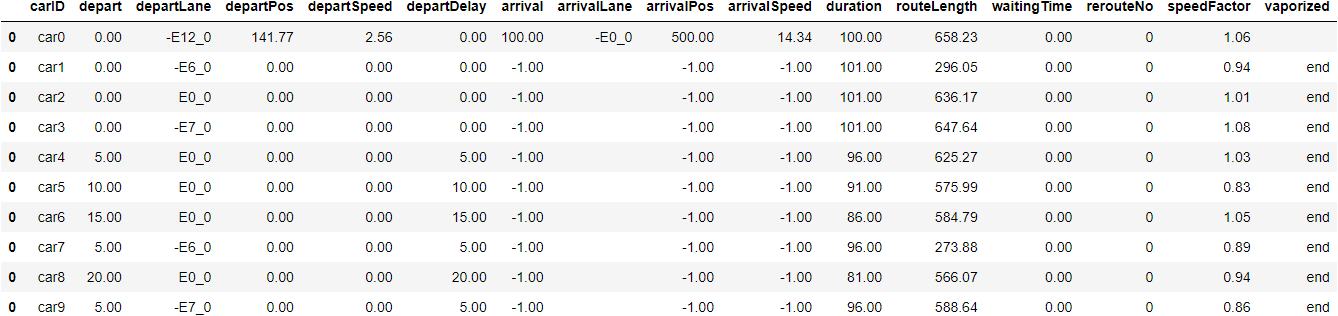 carID depart departLane departPos departSpeed departDelay arrival arrivalLane arrivalPos arrivalSpeed duration routeLength waitingTime rerouteNo speedFactor vaporized
0 car0 0.00 -E12_0 141.77 2.56 0.00 100.00 -E0_0 500.00 14.34 100.00 658.23 0.00 0 1.06
0 car1 0.00 -E6_0 0.00 0.00 0.00 -1.00 -1.00 -1.00 101.00 296.05 0.00 0 0.94 end
0 car2 0.00 E0_0 0.00 0.00 0.00 -1.00 -1.00 -1.00 101.00 636.17 0.00 0 1.01 end
0 car3 0.00 -E7_0 0.00 0.00 0.00 -1.00 -1.00 -1.00 101.00 647.64 0.00 0 1.08 end
0 car4 5.00 E0_0 0.00 0.00 5.00 -1.00 -1.00 -1.00 96.00 625.27 0.00 0 1.03 end
0 car5 10.00 E0_0 0.00 0.00 10.00 -1.00 -1.00 -1.00 91.00 575.99 0.00 0 0.83 end
0 car6 15.00 E0_0 0.00 0.00 15.00 -1.00 -1.00 -1.00 86.00 584.79 0.00 0 1.05 end
0 car7 5.00 -E6_0 0.00 0.00 5.00 -1.00 -1.00 -1.00 96.00 273.88 0.00 0 0.89 end
0 car8 20.00 E0_0 0.00 0.00 20.00 -1.00 -1.00 -1.00 81.00 566.07 0.00 0 0.94 end
0 car9 5.00 -E7_0 0.00 0.00 5.00 -1.00 -1.00 -1.00 96.00 588.64 0.00 0 0.86 end